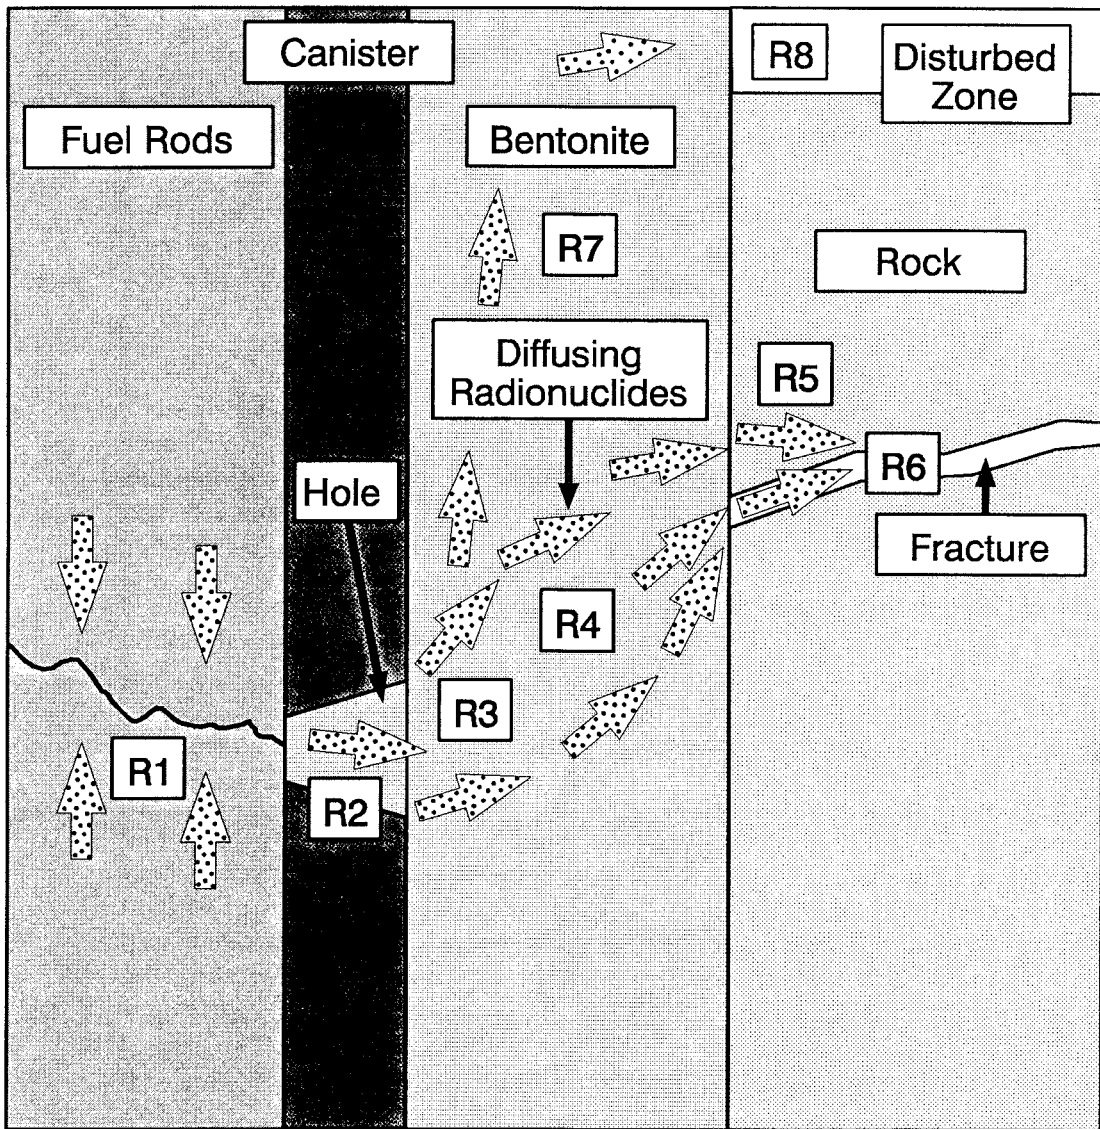 Canister
R8
Disturbed
Zone
Fuel Rods
Bentonite
R7
Rock
Diffusing
Radionuclides
R5
Hole
R6
Fracture
R4
R3
R1
R2